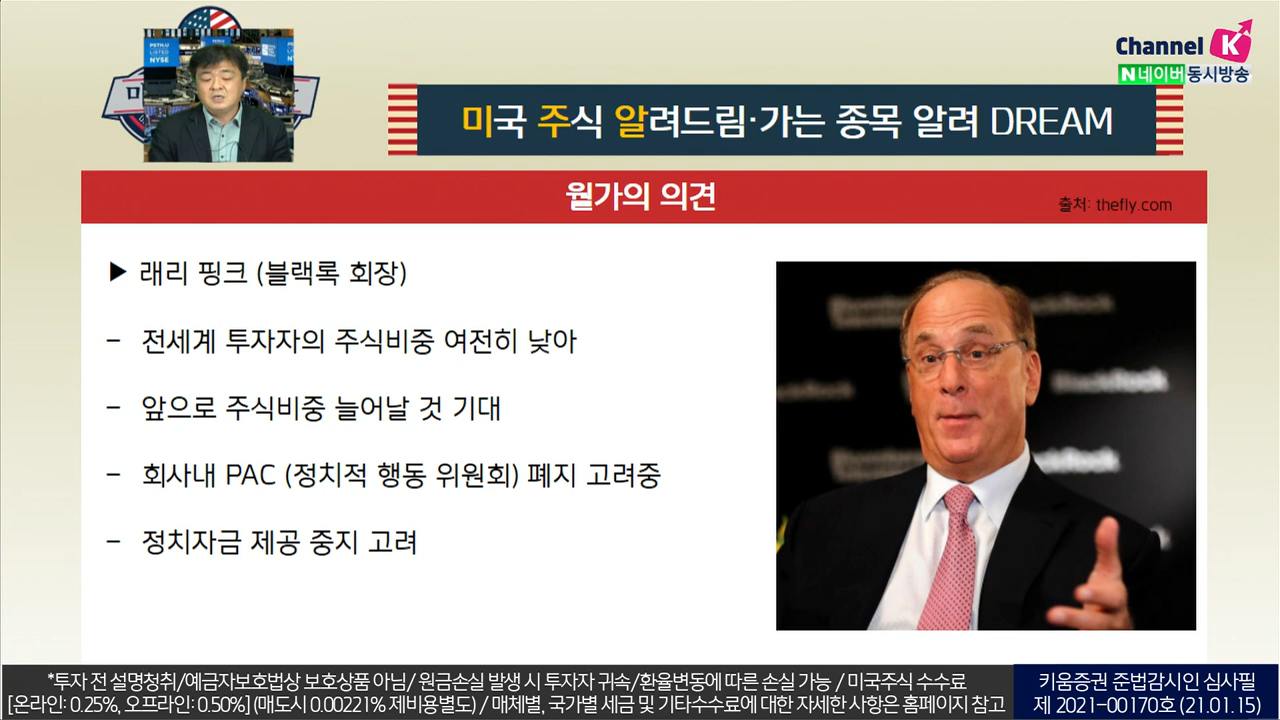 PETH.U
LISTED
NYSE
미
Channel K
N 네이버 동시방송
미국 주식 알려드림·가는 종목 알려 DREAM
월가의 의견
출처: thefly.com
▶ 래리 핑크 (블랙록 회장)
- 전세계 투자자의 주식비중 여전히 낮아
- 앞으로 주식비중 늘어날 것 기대
- 회사내 PAC (정치적 행동 위원회) 폐지 고려중
- 정치자금 제공 중지 고려
BlackRock
*투자 전 설명청취/예금자보호법상 보호상품 아님/ 원금손실 발생 시 투자자 귀속/환율변동에 따른 손실 가능 / 미국주식 수수료
[온라인: 0.25%, 오프라인: 0.50%] (매도시 0.00221% 제비용별도) / 매체별, 국가별 세금 및 기타수수료에 대한 자세한 사항은 홈페이지 참고
키움증권 준법감시인 심사필
제 2021-00170호 (21.01.15)